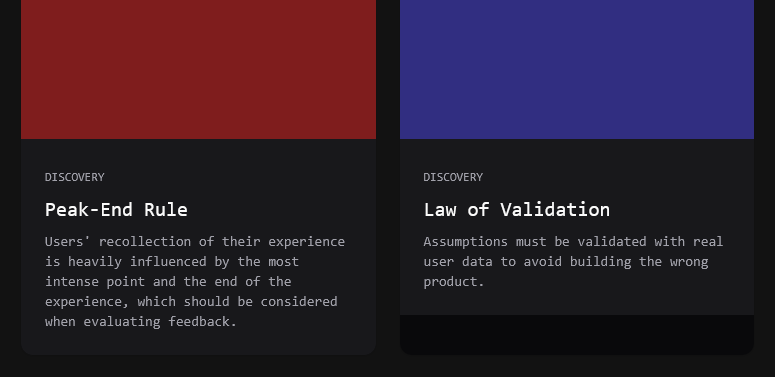 DISCOVERY
Peak-End Rule
Users' recollection of their experience
is heavily influenced by the most
intense point and the end of the
experience, which should be considered
when evaluating feedback.
DISCOVERY
Law of Validation
Assumptions must be validated with real
user data to avoid building the wrong
product.